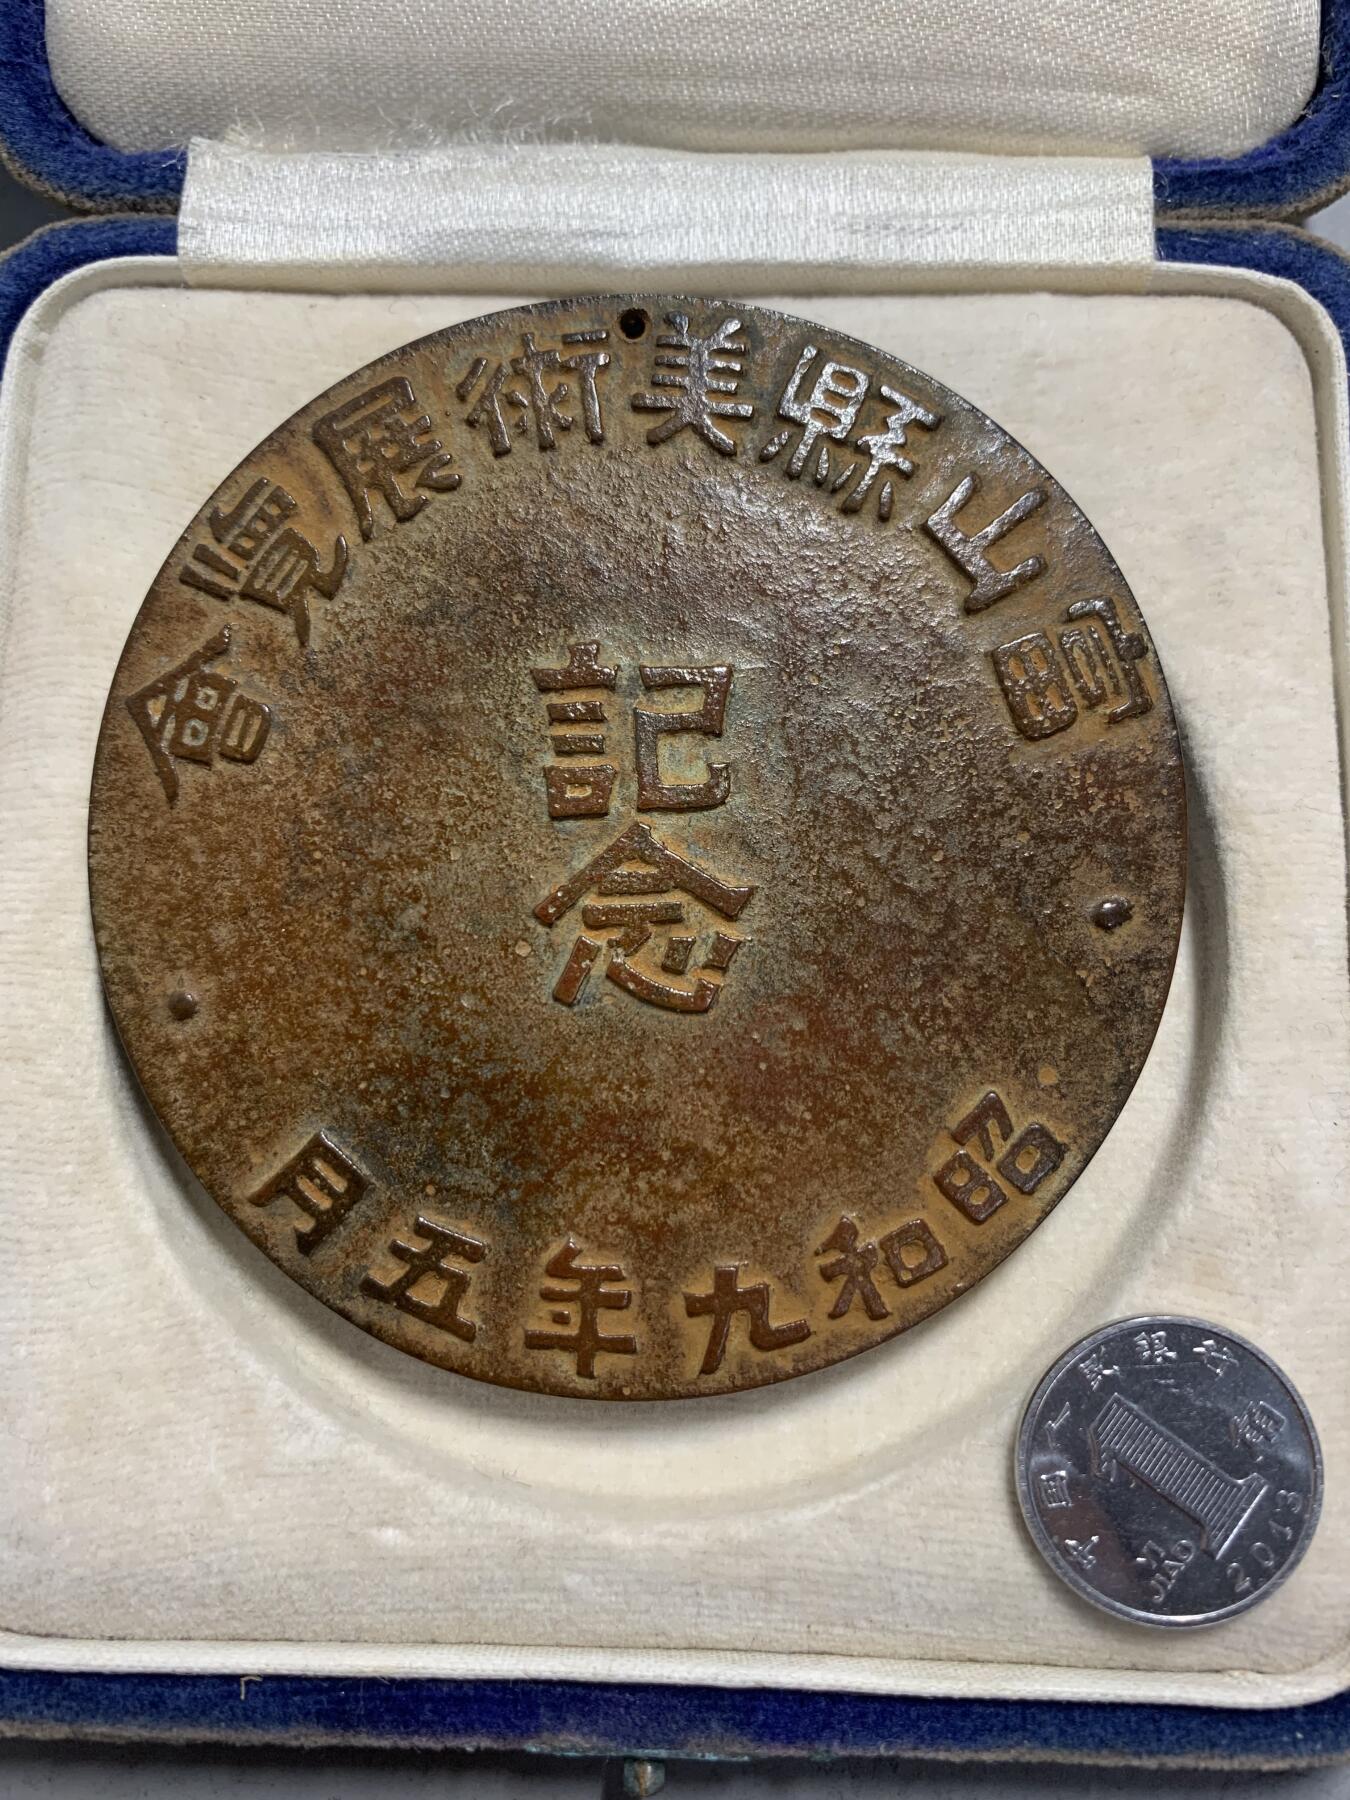 富山縣美術展覽會
記
念
昭和九年五月
中国人民银行
1角
YI JIAO
2013